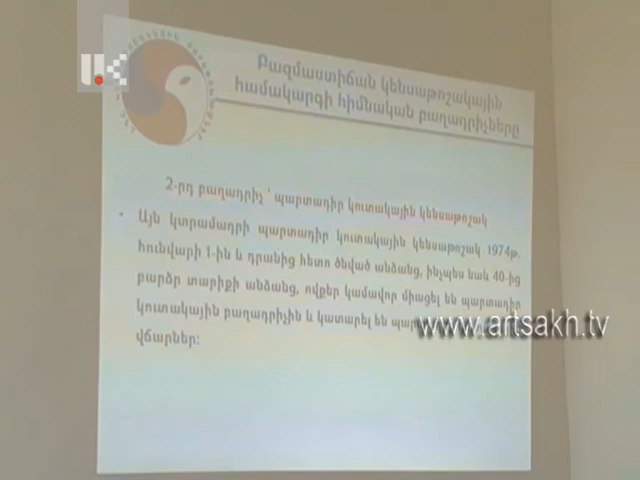 Բազմաստիճան կենսաթոշակային
համակարգի հիմնական բաղադրիչները
2-րդ բաղադրիչ ՝ պարտադիր կուտակային կենսաթոշակ
• Այն կտրամադրի պարտադիր կուտակային կենսաթոշակ 1974թ.
հունվարի 1-ին և դրանից հետո ծնված անձանց, ինչպես նաև 40-ից
բարձր տարիքի անձանց, ովքեր կամավոր միացել են պարտադիր
կուտակային բաղադրիչին և կատարել են
վճարներ:
www.artsakh.tv